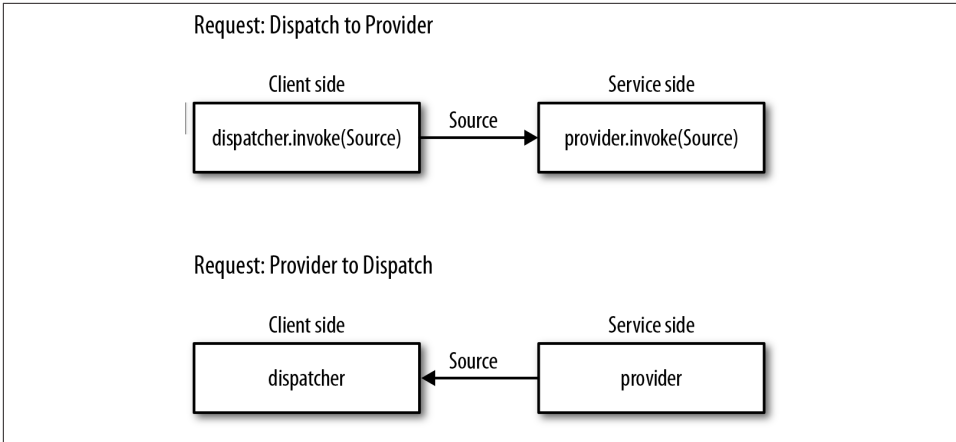 Request: Dispatch to Provider
Client side
Service side
dispatcher.invoke(Source)
Source
provider.invoke(Source)
Request: Provider to Dispatch
Client side
Service side
dispatcher
Source
provider